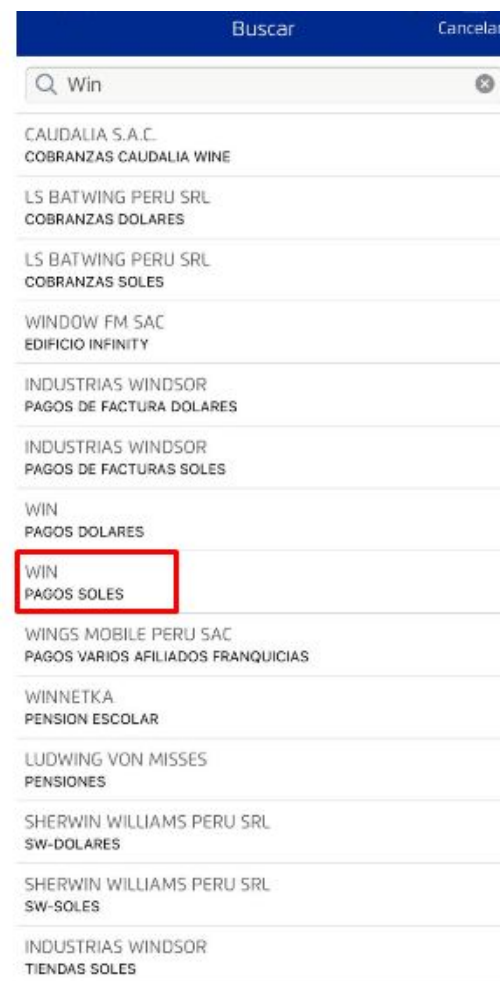 Buscar
Cancelar
Win
CAUDALIA S.A.C.
COBRANZAS CAUDALIA WINE
LS BATWING PERU SRL
COBRANZAS DOLARES
LS BATWING PERU SRL
COBRANZAS SOLES
WINDOW FM SAC
EDIFICIO INFINITY
INDUSTRIAS WINDSOR
PAGOS DE FACTURA DOLARES
INDUSTRIAS WINDSOR
PAGOS DE FACTURAS SOLES
WIN
PAGOS DOLARES
WIN
PAGOS SOLES
WINGS MOBILE PERU SAC
PAGOS VARIOS AFILIADOS FRANQUICIAS
WINNETKA
PENSION ESCOLAR
LUDWING VON MISSES
PENSIONES
SHERWIN WILLIAMS PERU SRL
SW-DOLARES
SHERWIN WILLIAMS PERU SRL
SW-SOLES
INDUSTRIAS WINDSOR
TIENDAS SOLES